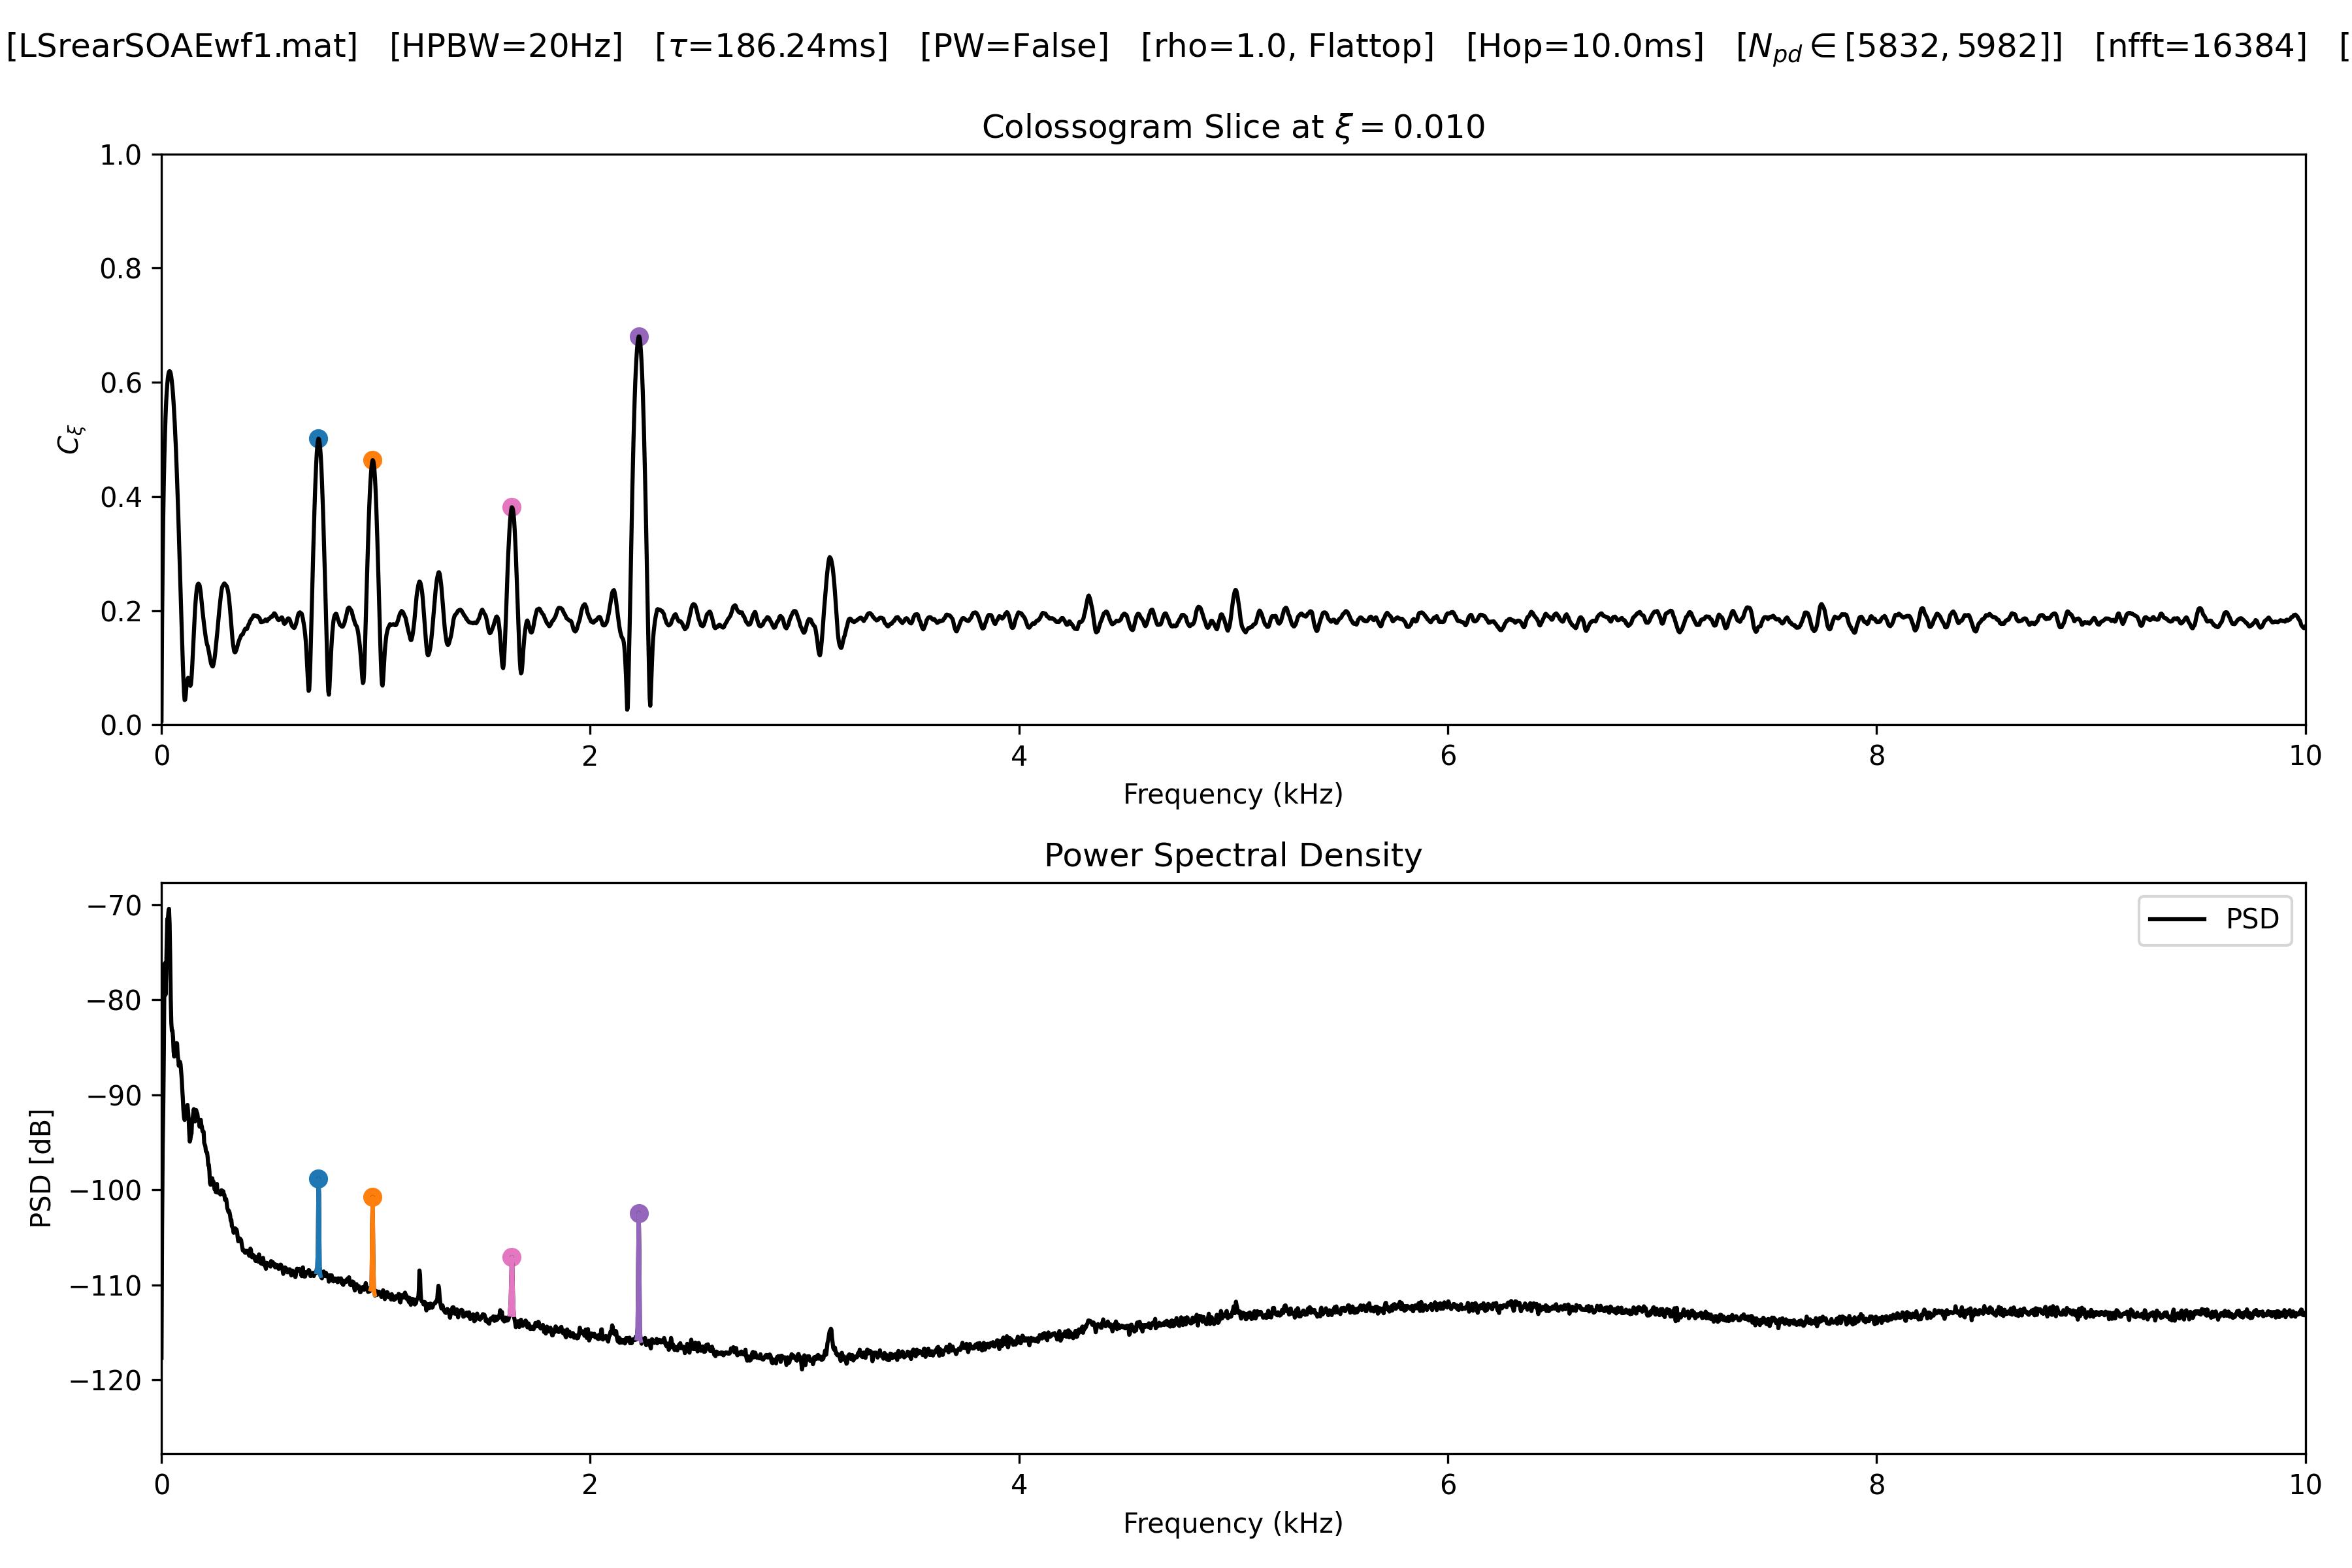 [LSrearSOAEwf1.mat] [HPBW=20Hz] [τ=186.24ms] [PW=False] [rho=1.0, Flattop] [Hop=10.0ms] [N_pd ∈ [5832, 5982]] [nfft=16384] [
Colossogram Slice at ξ = 0.010
1.0
0.8
0.6
0.4
0.2
0.0
C_ξ
0 2 4 6 8 10
Frequency (kHz)
Power Spectral Density
PSD
−70
−80
−90
−100
−110
−120
PSD [dB]
0 2 4 6 8 10
Frequency (kHz)